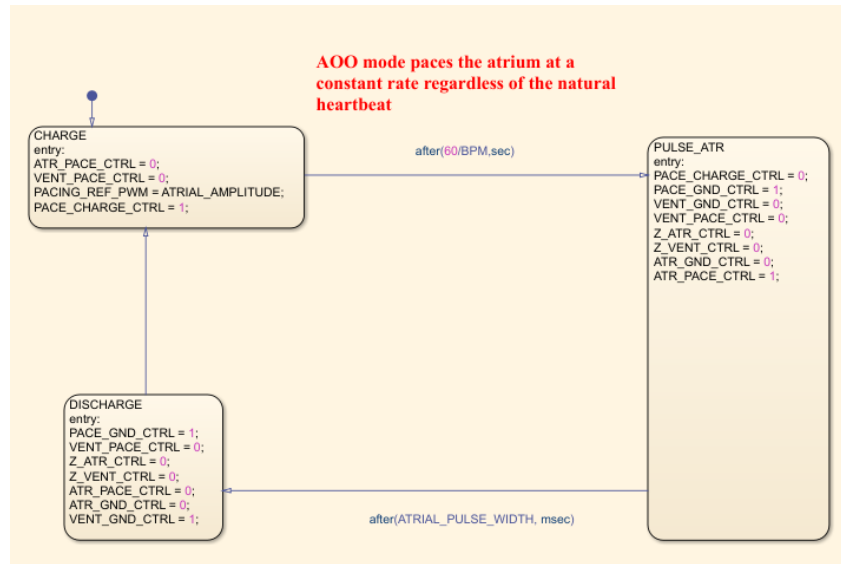 AOO mode paces the atrium at a
constant rate regardless of the natural
heartbeat
CHARGE
entry:
ATR_PACE_CTRL = 0;
VENT_PACE_CTRL = 0;
PACING_REF_PWM = ATRIAL_AMPLITUDE;
PACE_CHARGE_CTRL = 1;
after(60/BPM,sec)
PULSE_ATR
entry:
PACE_CHARGE_CTRL = 0;
PACE_GND_CTRL = 1;
VENT_GND_CTRL = 0;
VENT_PACE_CTRL = 0;
Z_ATR_CTRL = 0;
Z_VENT_CTRL = 0;
ATR_GND_CTRL = 0;
ATR_PACE_CTRL = 1;
DISCHARGE
entry:
PACE_GND_CTRL = 1;
VENT_PACE_CTRL = 0;
Z_ATR_CTRL = 0;
Z_VENT_CTRL = 0;
ATR_PACE_CTRL = 0;
ATR_GND_CTRL = 0;
VENT_GND_CTRL = 1;
after(ATRIAL_PULSE_WIDTH, msec)